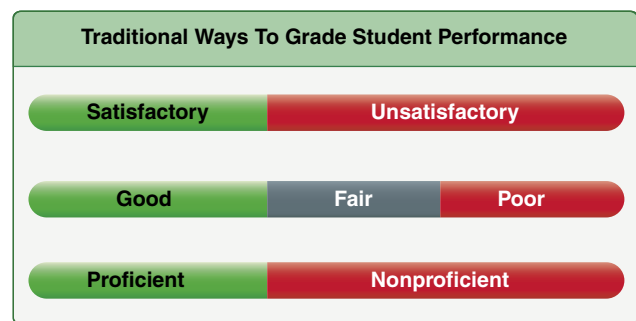 Traditional Ways To Grade Student Performance
Satisfactory Unsatisfactory
Good Fair Poor
Proficient Nonproficient